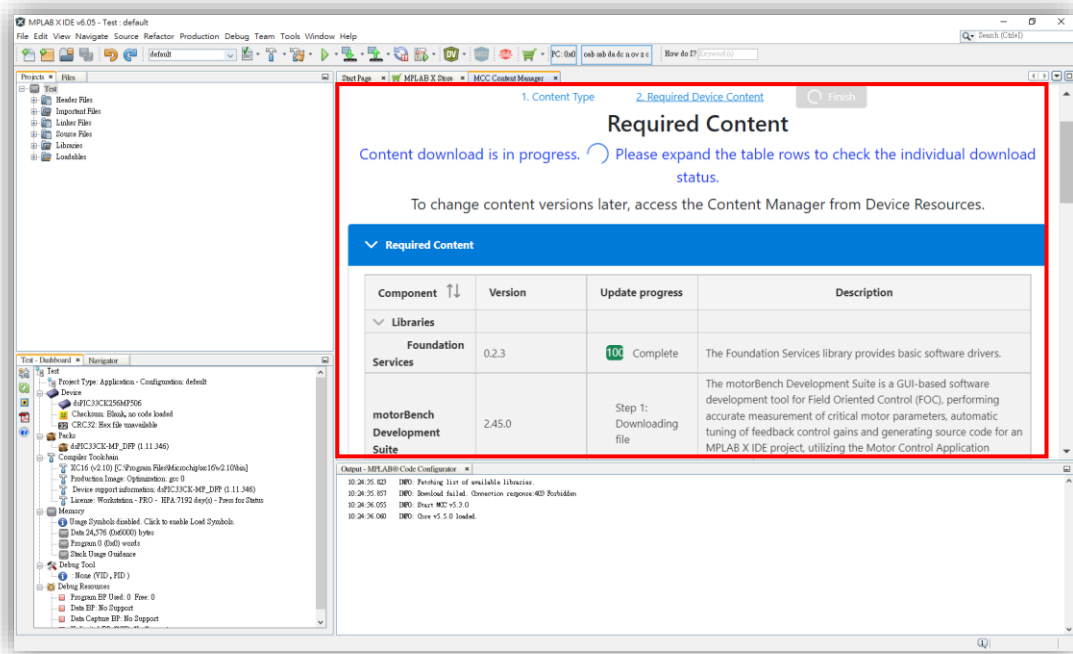 MPLAB X IDE v6.05 - Test : default
File Edit View Navigate Source Refactor Production Debug Team Tools Window Help
Search (Ctrl+I)
default
PC: 0x0
How do I?
Keyword(s)
Projects
Files
Test
Header Files
Important Files
Linker Files
Source Files
Libraries
Loadables
Start Page
MPLAB X Store
MCC Content Manager
1. Content Type
2. Required Device Content
Finish
Required Content
Content download is in progress. Please expand the table rows to check the individual download
status.
To change content versions later, access the Content Manager from Device Resources.
Required Content
Component Version Update progress Description
Libraries
Foundation
Services
0.2.3
100 Complete
The Foundation Services library provides basic software drivers.
motorBench
Development
Suite
2.45.0
Step 1:
Downloading
file
The motorBench Development Suite is a GUI-based software
development tool for Field Oriented Control (FOC), performing
accurate measurement of critical motor parameters, automatic
tuning of feedback control gains and generating source code for an
MPLAB X IDE project, utilizing the Motor Control Application
Test - Dashboard
Navigator
Test
Project Type: Application - Configuration: default
Device
dsPIC33CK256MP506
Checksum: Blank, no code loaded
CRC32: Hex file unavailable
Packs
dsPIC33CK-MP_DFP (1.11.346)
Compiler Toolchain
XC16 (v2.10) [C:\Program Files\Microchip\xc16\v2.10\bin]
Production Image: Optimization: gcc 0
Device support information: dsPIC33CK-MP_DFP (1.11.346)
License: Workstation - PRO - HPA:7192 day(s) - Press for Status
Memory
Usage Symbols disabled. Click to enable Load Symbols.
Data 24,576 (0x6000) bytes
Program 0 (0x0) words
Stack Usage Guidance
Debug Tool
: None (VID , PID )
Debug Resources
Program BP Used: 0 Free: 0
Data BP: No Support
Data Capture BP: No Support
Output - MPLAB® Code Configurator
10:24:35.823 INFO: Fetching list of available libraries.
10:24:35.857 INFO: Download failed. Connection response:403 Forbidden
10:24:36.055 INFO: Start MCC v5.3.0
10:24:36.060 INFO: Core v5.5.0 loaded.